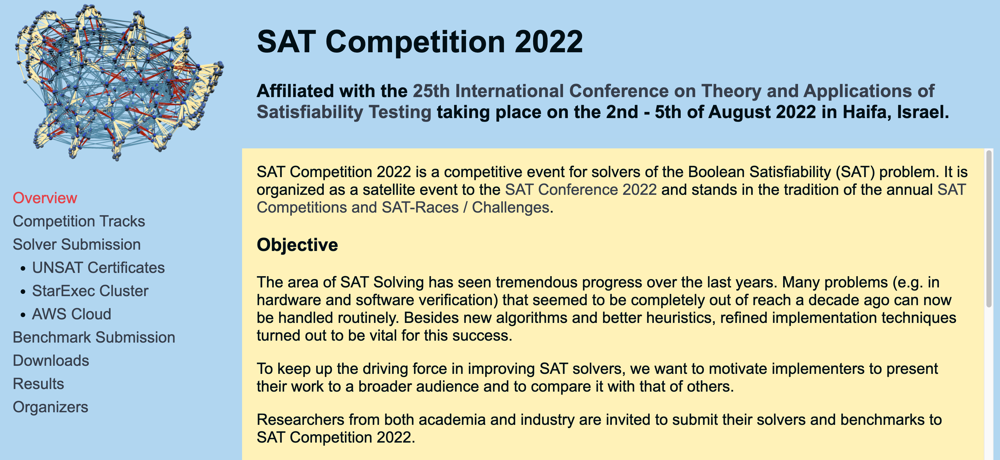 SAT Competition 2022
Affiliated with the 25th International Conference on Theory and Applications of
Satisfiability Testing taking place on the 2nd - 5th of August 2022 in Haifa, Israel.
Overview
Competition Tracks
Solver Submission
• UNSAT Certificates
• StarExec Cluster
• AWS Cloud
Benchmark Submission
Downloads
Results
Organizers
SAT Competition 2022 is a competitive event for solvers of the Boolean Satisfiability (SAT) problem. It is
organized as a satellite event to the SAT Conference 2022 and stands in the tradition of the annual SAT
Competitions and SAT-Races / Challenges.
Objective
The area of SAT Solving has seen tremendous progress over the last years. Many problems (e.g. in
hardware and software verification) that seemed to be completely out of reach a decade ago can now
be handled routinely. Besides new algorithms and better heuristics, refined implementation techniques
turned out to be vital for this success.
To keep up the driving force in improving SAT solvers, we want to motivate implementers to present
their work to a broader audience and to compare it with that of others.
Researchers from both academia and industry are invited to submit their solvers and benchmarks to
SAT Competition 2022.